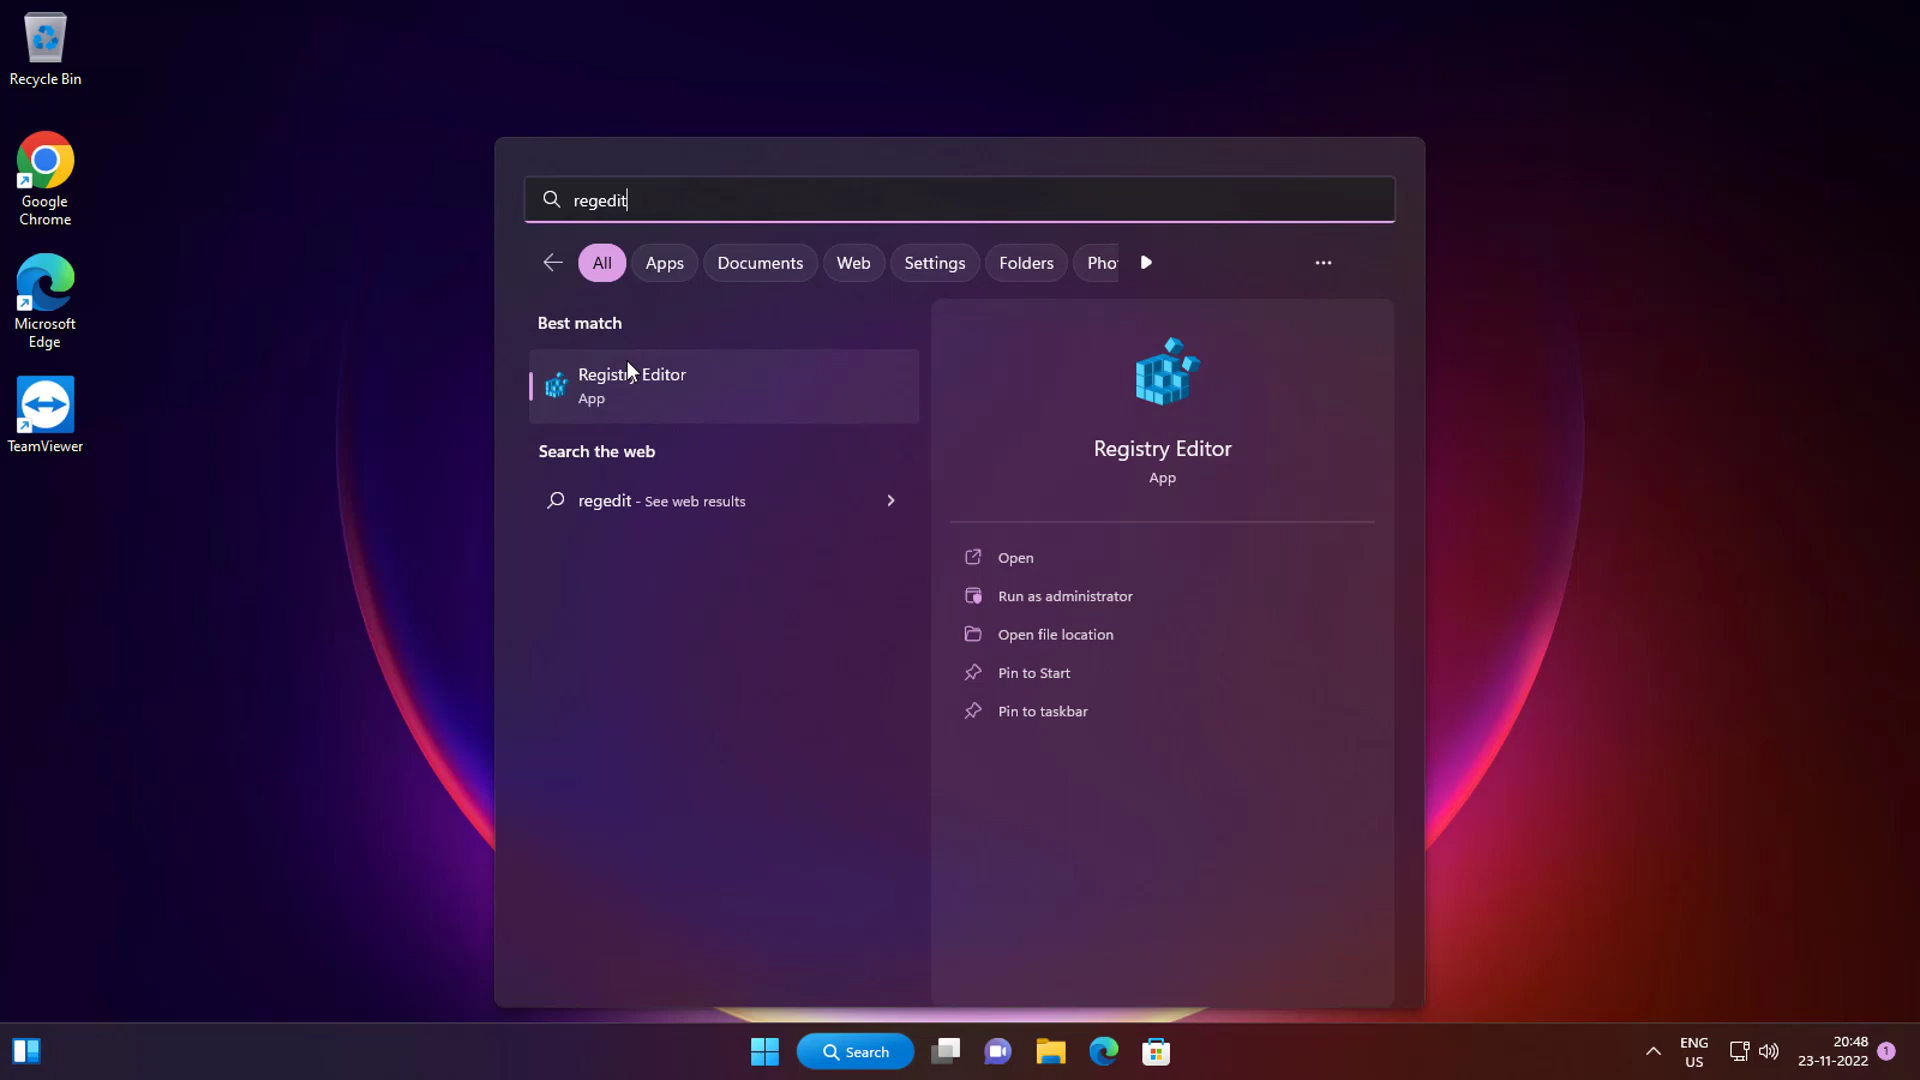 Recycle Bin
Google
Chrome
Microsoft
Edge
TeamViewer
regedit
All Apps Documents Web Settings Folders Pho
Best match
Registry Editor
App
Search the web
regedit - See web results
Registry Editor
App
Open
Run as administrator
Open file location
Pin to Start
Pin to taskbar
Search
ENG
US
20:48
23-11-2022
1